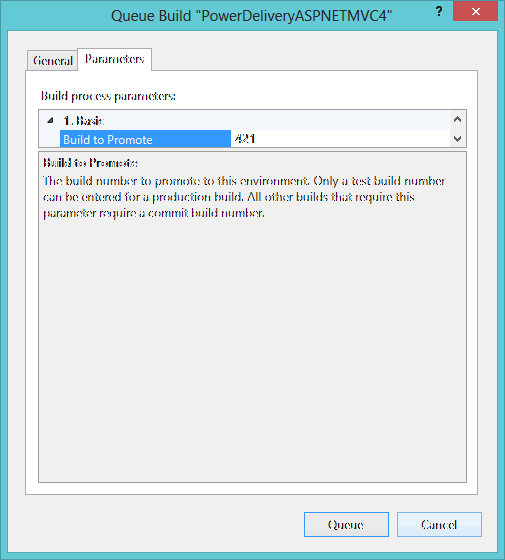 Queue Build "PowerDeliveryASPNETMVC4"
?
General
Parameters
Build process parameters:
1. Basic
Build to Promote 421
Build to Promote
The build number to promote to this environment. Only a test build number
can be entered for a production build. All other builds that require this
parameter require a commit build number.
Queue
Cancel